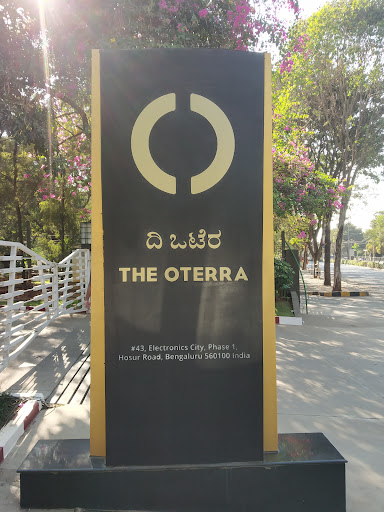 ದಿ ಒಟೆರ
THE OTERRA
#43, Electronics City, Phase 1,
Hosur Road, Bengaluru 560100 India